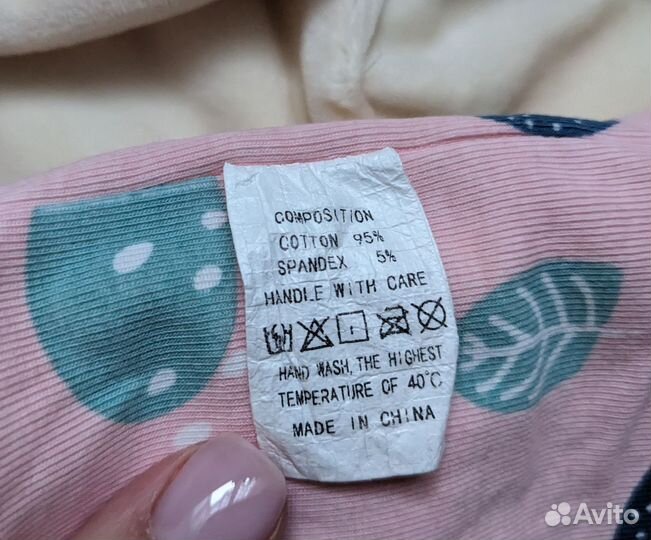 COMPOSITION
COTTON 95%
SPANDEX 5%
HANDLE WITH CARE
HAND WASH, THE HIGHEST
TEMPERATURE OF 40°C
MADE IN CHINA
Avito